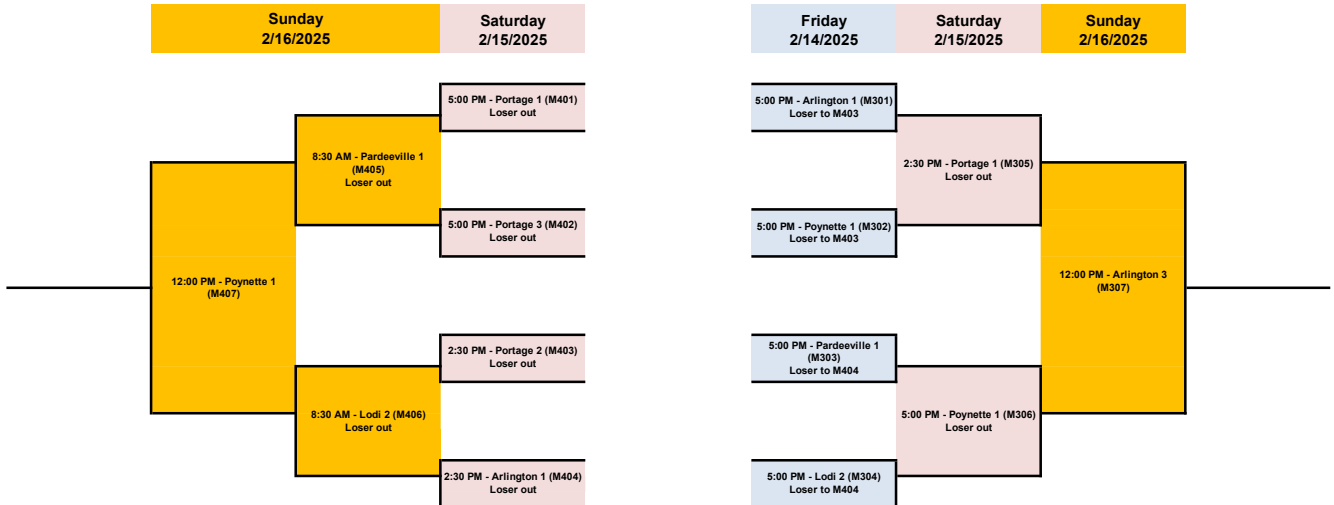 Sunday
2/16/2025
Saturday
2/15/2025
Friday
2/14/2025
Saturday
2/15/2025
Sunday
2/16/2025
5:00 PM - Portage 1 (M401)
Loser out
8:30 AM - Pardeeville 1
(M405)
Loser out
5:00 PM - Portage 3 (M402)
Loser out
12:00 PM - Poynette 1
(M407)
2:30 PM - Portage 2 (M403)
Loser out
8:30 AM - Lodi 2 (M406)
Loser out
2:30 PM - Arlington 1 (M404)
Loser out
5:00 PM - Arlington 1 (M301)
Loser to M403
2:30 PM - Portage 1 (M305)
Loser out
5:00 PM - Poynette 1 (M302)
Loser to M403
12:00 PM - Arlington 3
(M307)
5:00 PM - Pardeeville 1
(M303)
Loser to M404
5:00 PM - Poynette 1 (M306)
Loser out
5:00 PM - Lodi 2 (M304)
Loser to M404